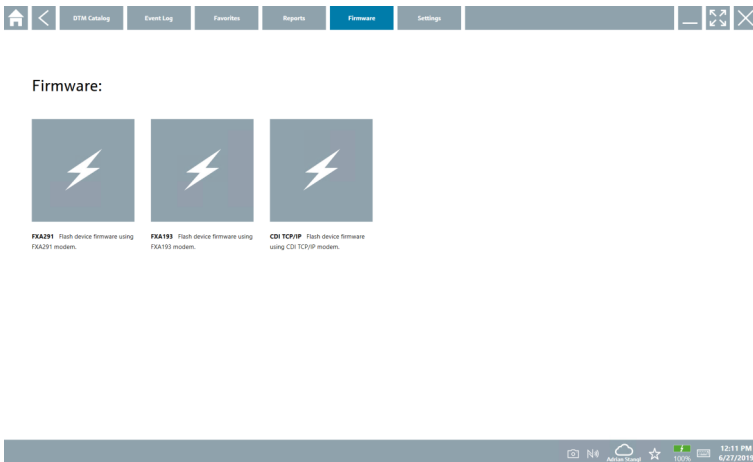 DTM Catalog
Event Log
Favorites
Reports
Firmware
Settings
Firmware:
FXA291 Flash device firmware using
FXA291 modem.
FXA193 Flash device firmware using
FXA193 modem.
CDI TCP/IP Flash device firmware
using CDI TCP/IP modem.
Adrian Stanal
100%
12:11 PM
6/27/2019